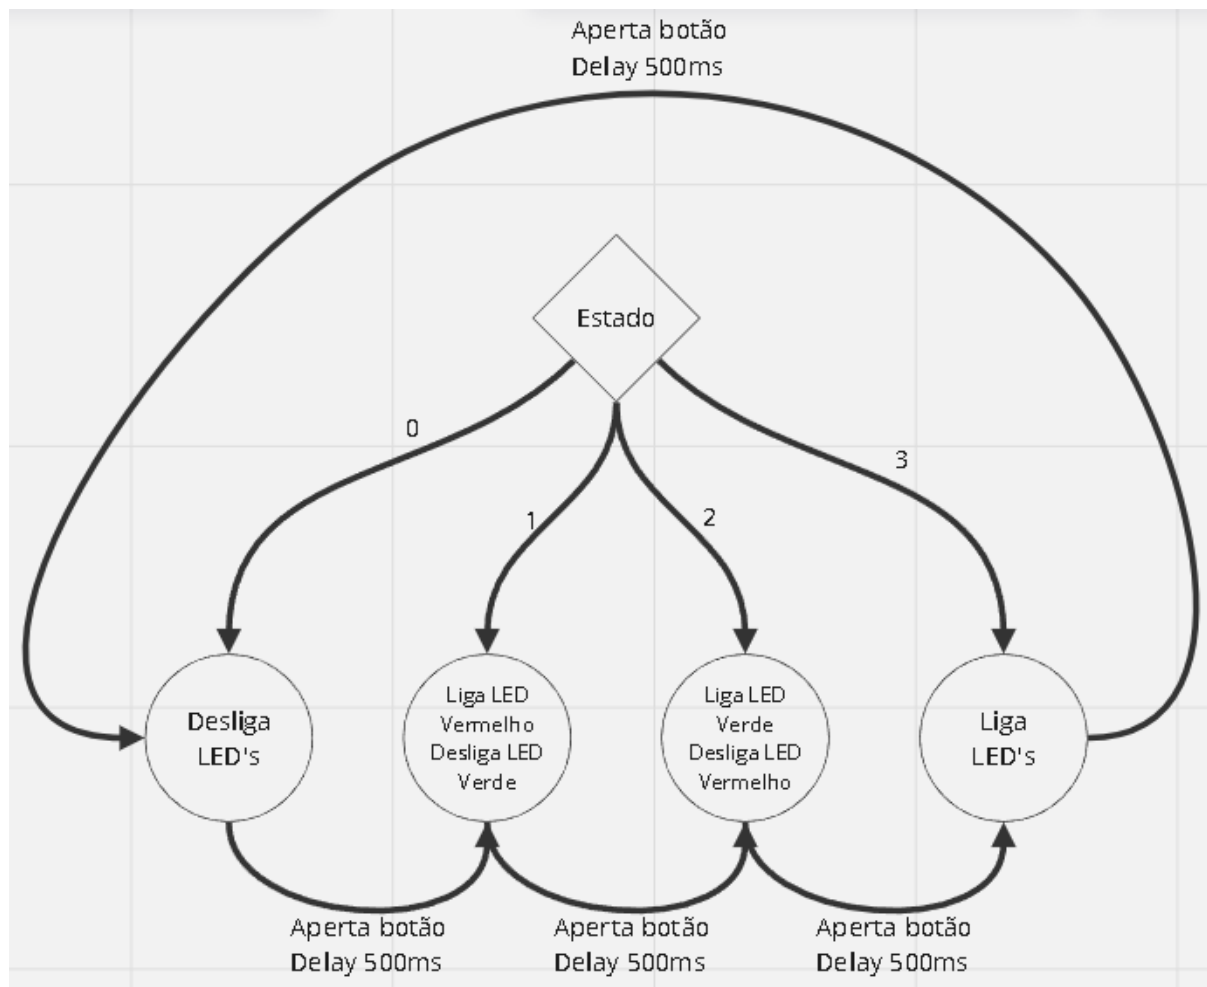 Aperta botão
Delay 500ms
Estado
0
3
1
2
Desliga
LED's
Liga LED
Vermelho
Desliga LED
Verde
Liga LED
Verde
Desliga LED
Vermelho
Liga
LED's
Aperta botão
Delay 500ms
Aperta botão
Delay 500ms
Aperta botão
Delay 500ms